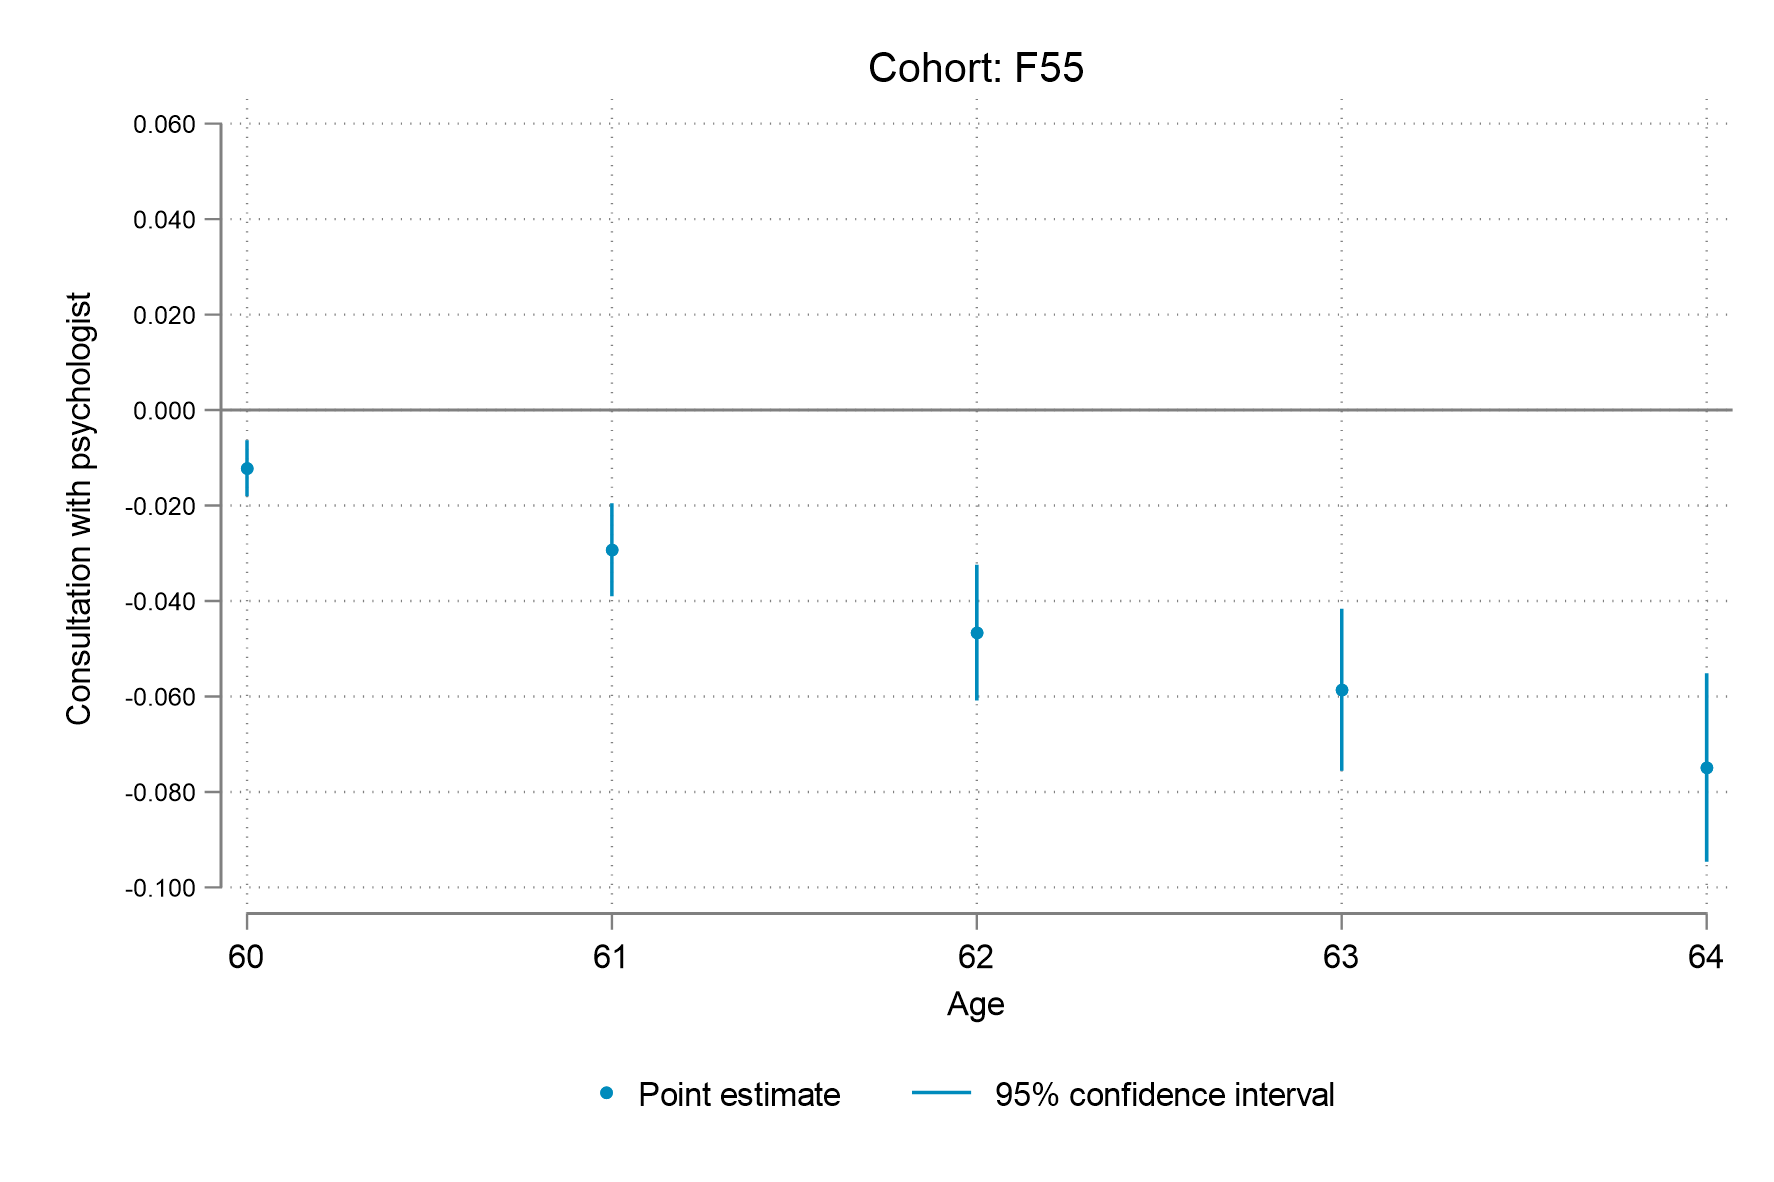 Cohort: F55
0.060
0.040
0.020
0.000
-0.020
-0.040
-0.060
-0.080
-0.100
Consultation with psychologist
60 61 62 63 64
Age
Point estimate 95% confidence interval